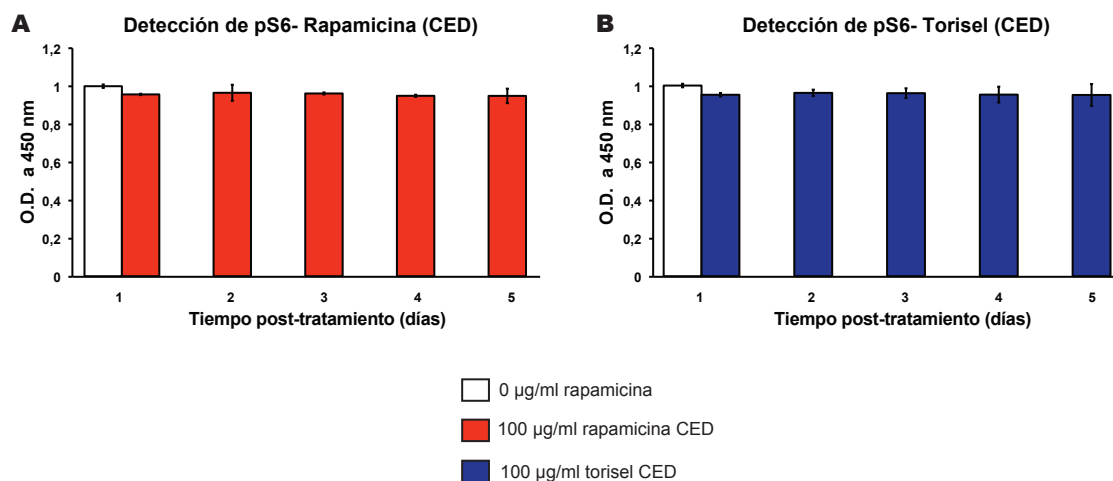 A
Detección de pS6- Rapamicina (CED)
O.D. a 450 nm
1,2
1
0,8
0,6
0,4
0,2
0
1 2 3 4 5
Tiempo post-tratamiento (días)
B
Detección de pS6- Torisel (CED)
O.D. a 450 nm
1,2
1
0,8
0,6
0,4
0,2
0
1 2 3 4 5
Tiempo post-tratamiento (días)
0 µg/ml rapamicina
100 µg/ml rapamicina CED
100 µg/ml torisel CED